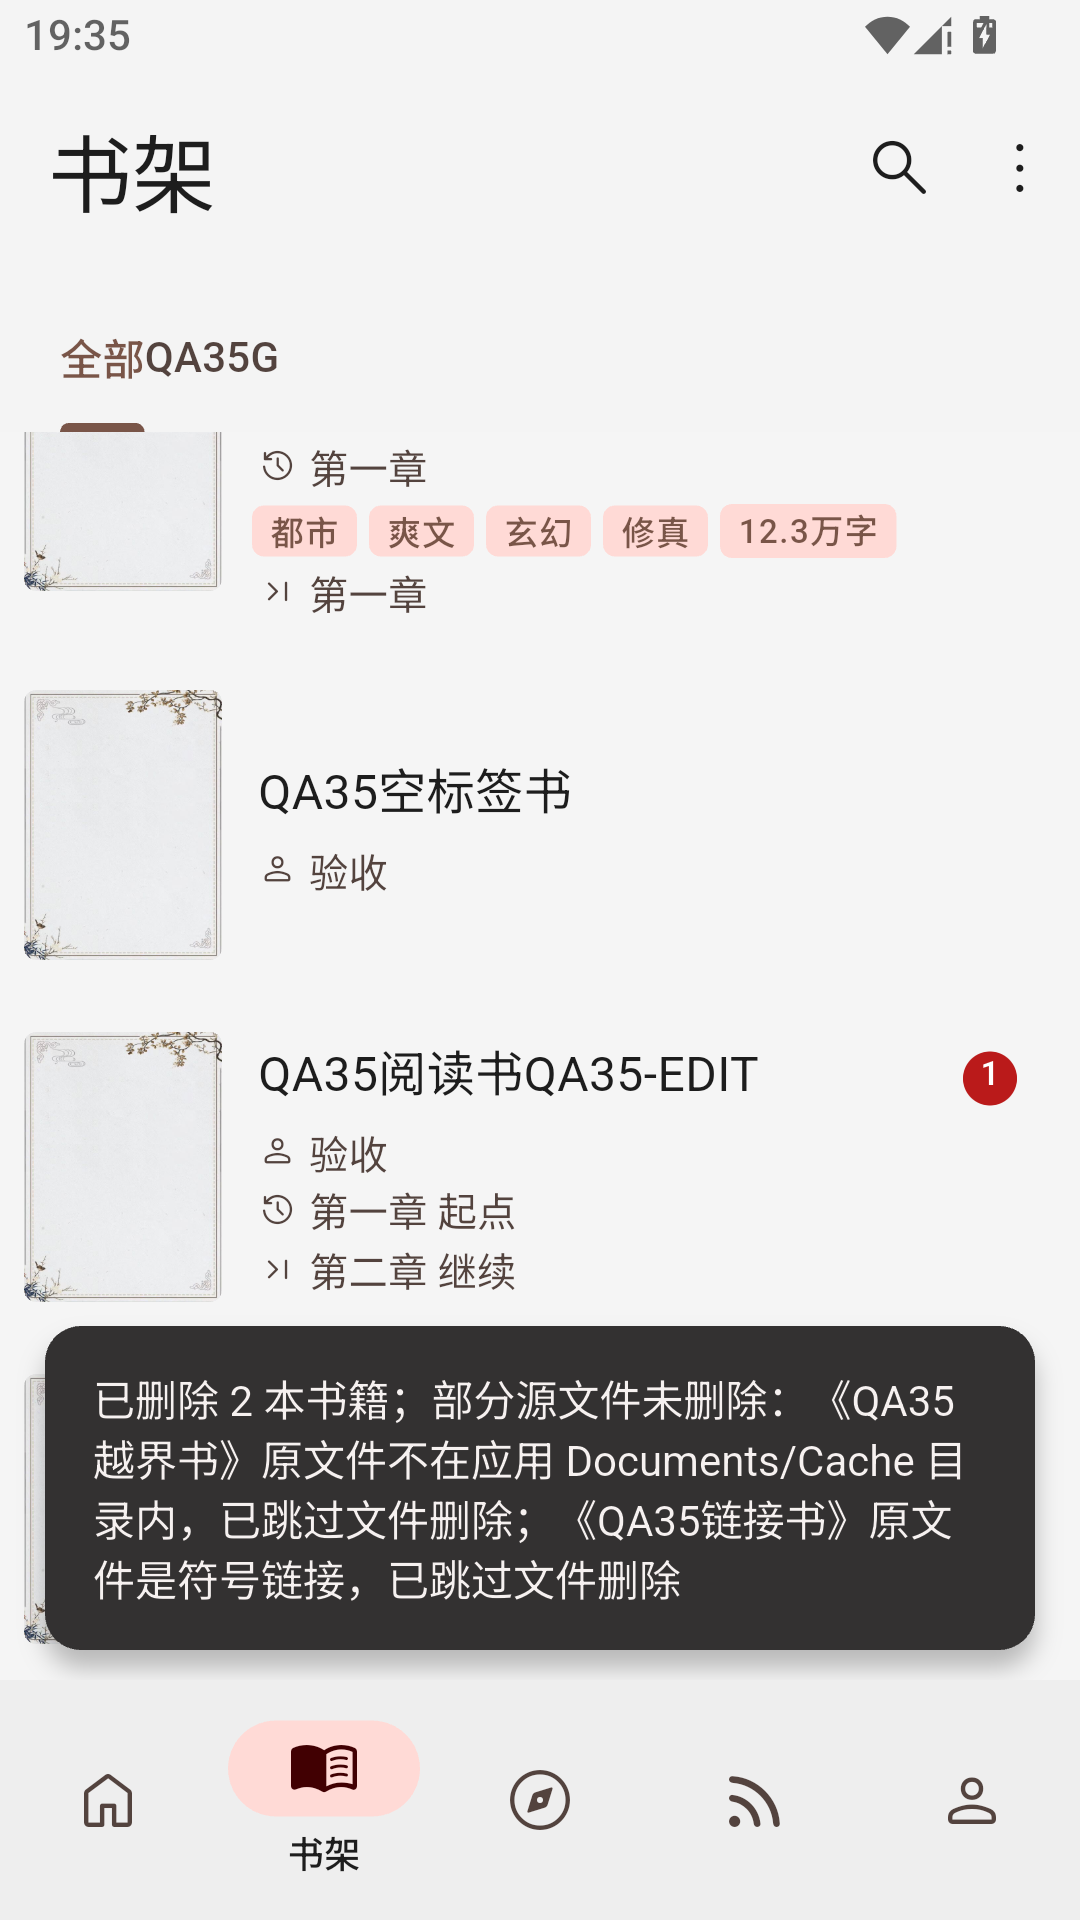 19:35
书架
全部QA35G
第一章
都市 爽文 玄幻 修真 12.3万字
第一章
QA35空标签书
验收
QA35阅读书QA35-EDIT
1
验收
第一章 起点
第二章 继续
已删除 2 本书籍；部分源文件未删除：《QA35
越界书》原文件不在应用 Documents/Cache 目
录内，已跳过文件删除；《QA35链接书》原文
件是符号链接，已跳过文件删除
书架